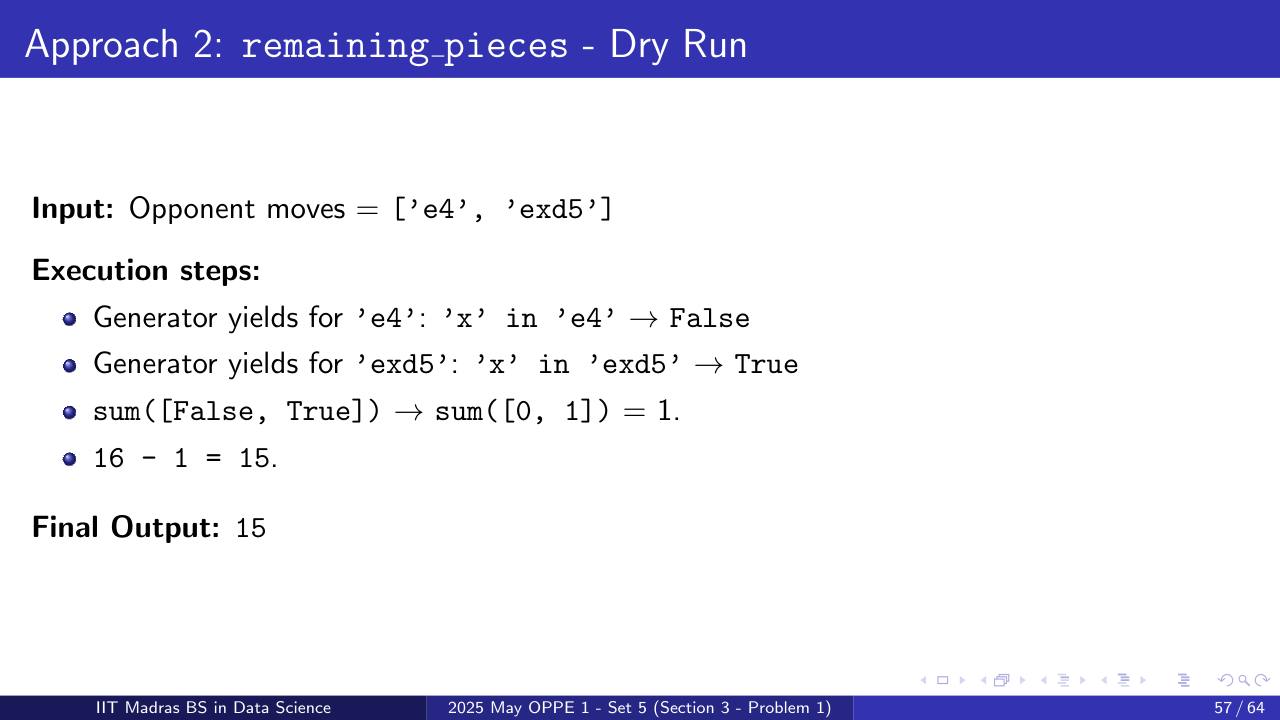 Approach 2: remaining_pieces - Dry Run
Input: Opponent moves = ['e4', 'exd5']
Execution steps:
Generator yields for 'e4': 'x' in 'e4' → False
Generator yields for 'exd5': 'x' in 'exd5' → True
sum([False, True]) → sum([0, 1]) = 1.
16 - 1 = 15.
Final Output: 15
IIT Madras BS in Data Science
2025 May OPPE 1 - Set 5 (Section 3 - Problem 1)
57 / 64